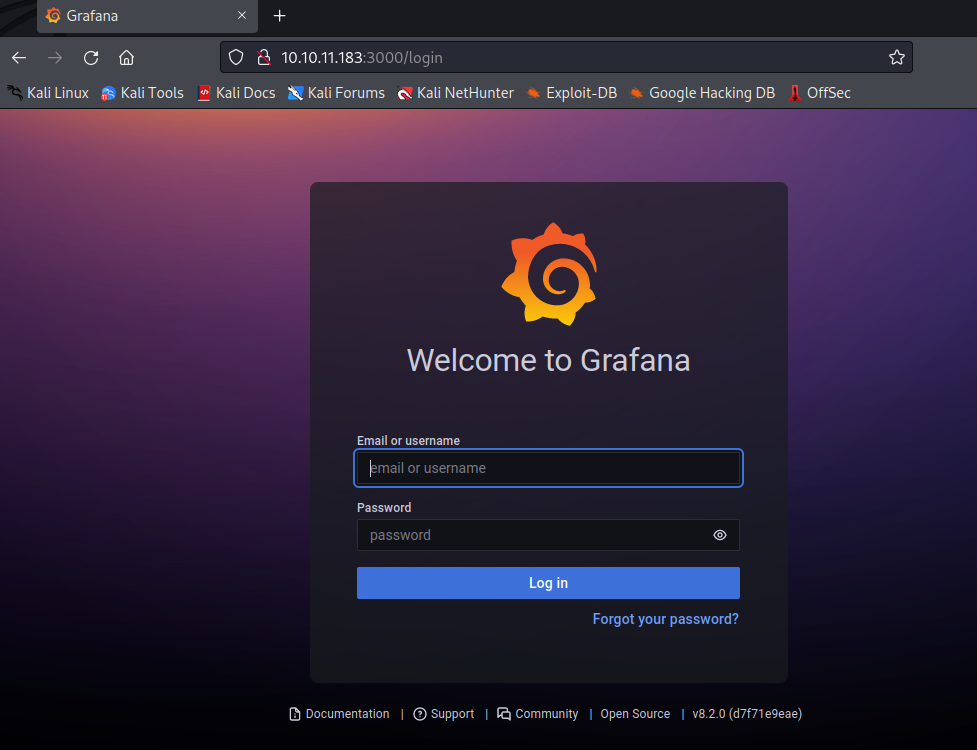 Grafana
10.10.11.183:3000/login
Kali Linux Kali Tools Kali Docs Kali Forums Kali NetHunter Exploit-DB Google Hacking DB OffSec
Welcome to Grafana
Email or username
email or username
Password
password
Log in
Forgot your password?
Documentation | Support | Community | Open Source | v8.2.0 (d7f71e9eae)